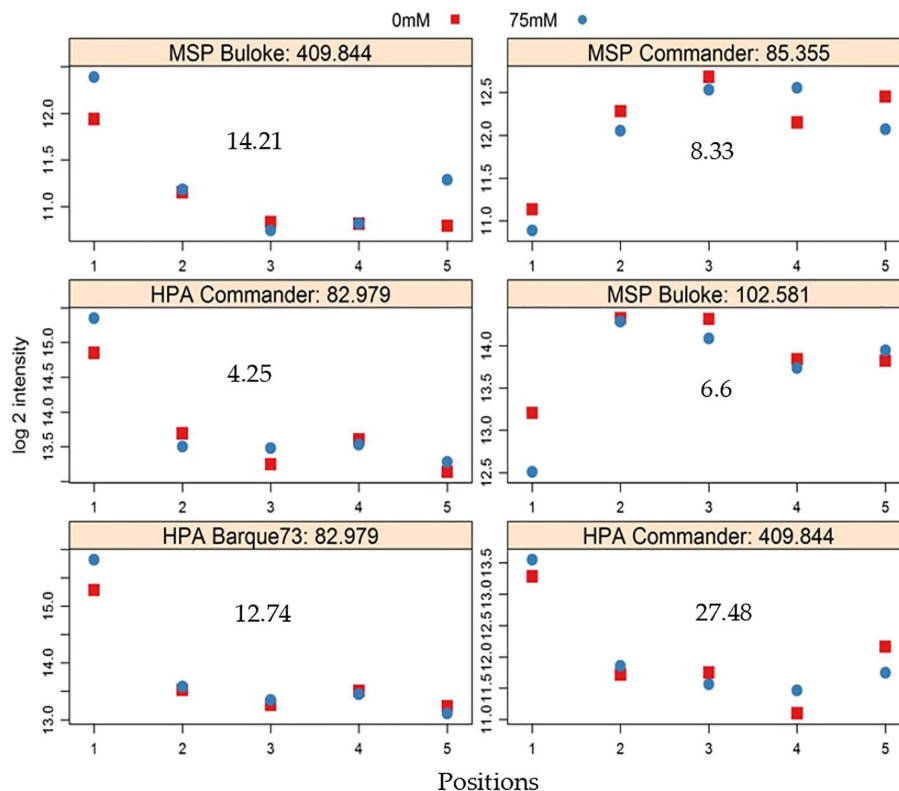 0mM 75mM
MSP Buloke: 409.844
12.0
11.5
11.0
14.21
1 2 3 4 5
MSP Commander: 85.355
12.5
12.0
11.5
11.0
8.33
1 2 3 4 5
log 2 intensity
HPA Commander: 82.979
15.0
14.5
14.0
13.5
4.25
1 2 3 4 5
MSP Buloke: 102.581
14.0
13.5
13.0
12.5
6.6
1 2 3 4 5
HPA Barque73: 82.979
15.0
14.0
13.0
12.74
1 2 3 4 5
HPA Commander: 409.844
13.5
13.0
12.5
12.0
11.5
11.0
27.48
1 2 3 4 5
Positions